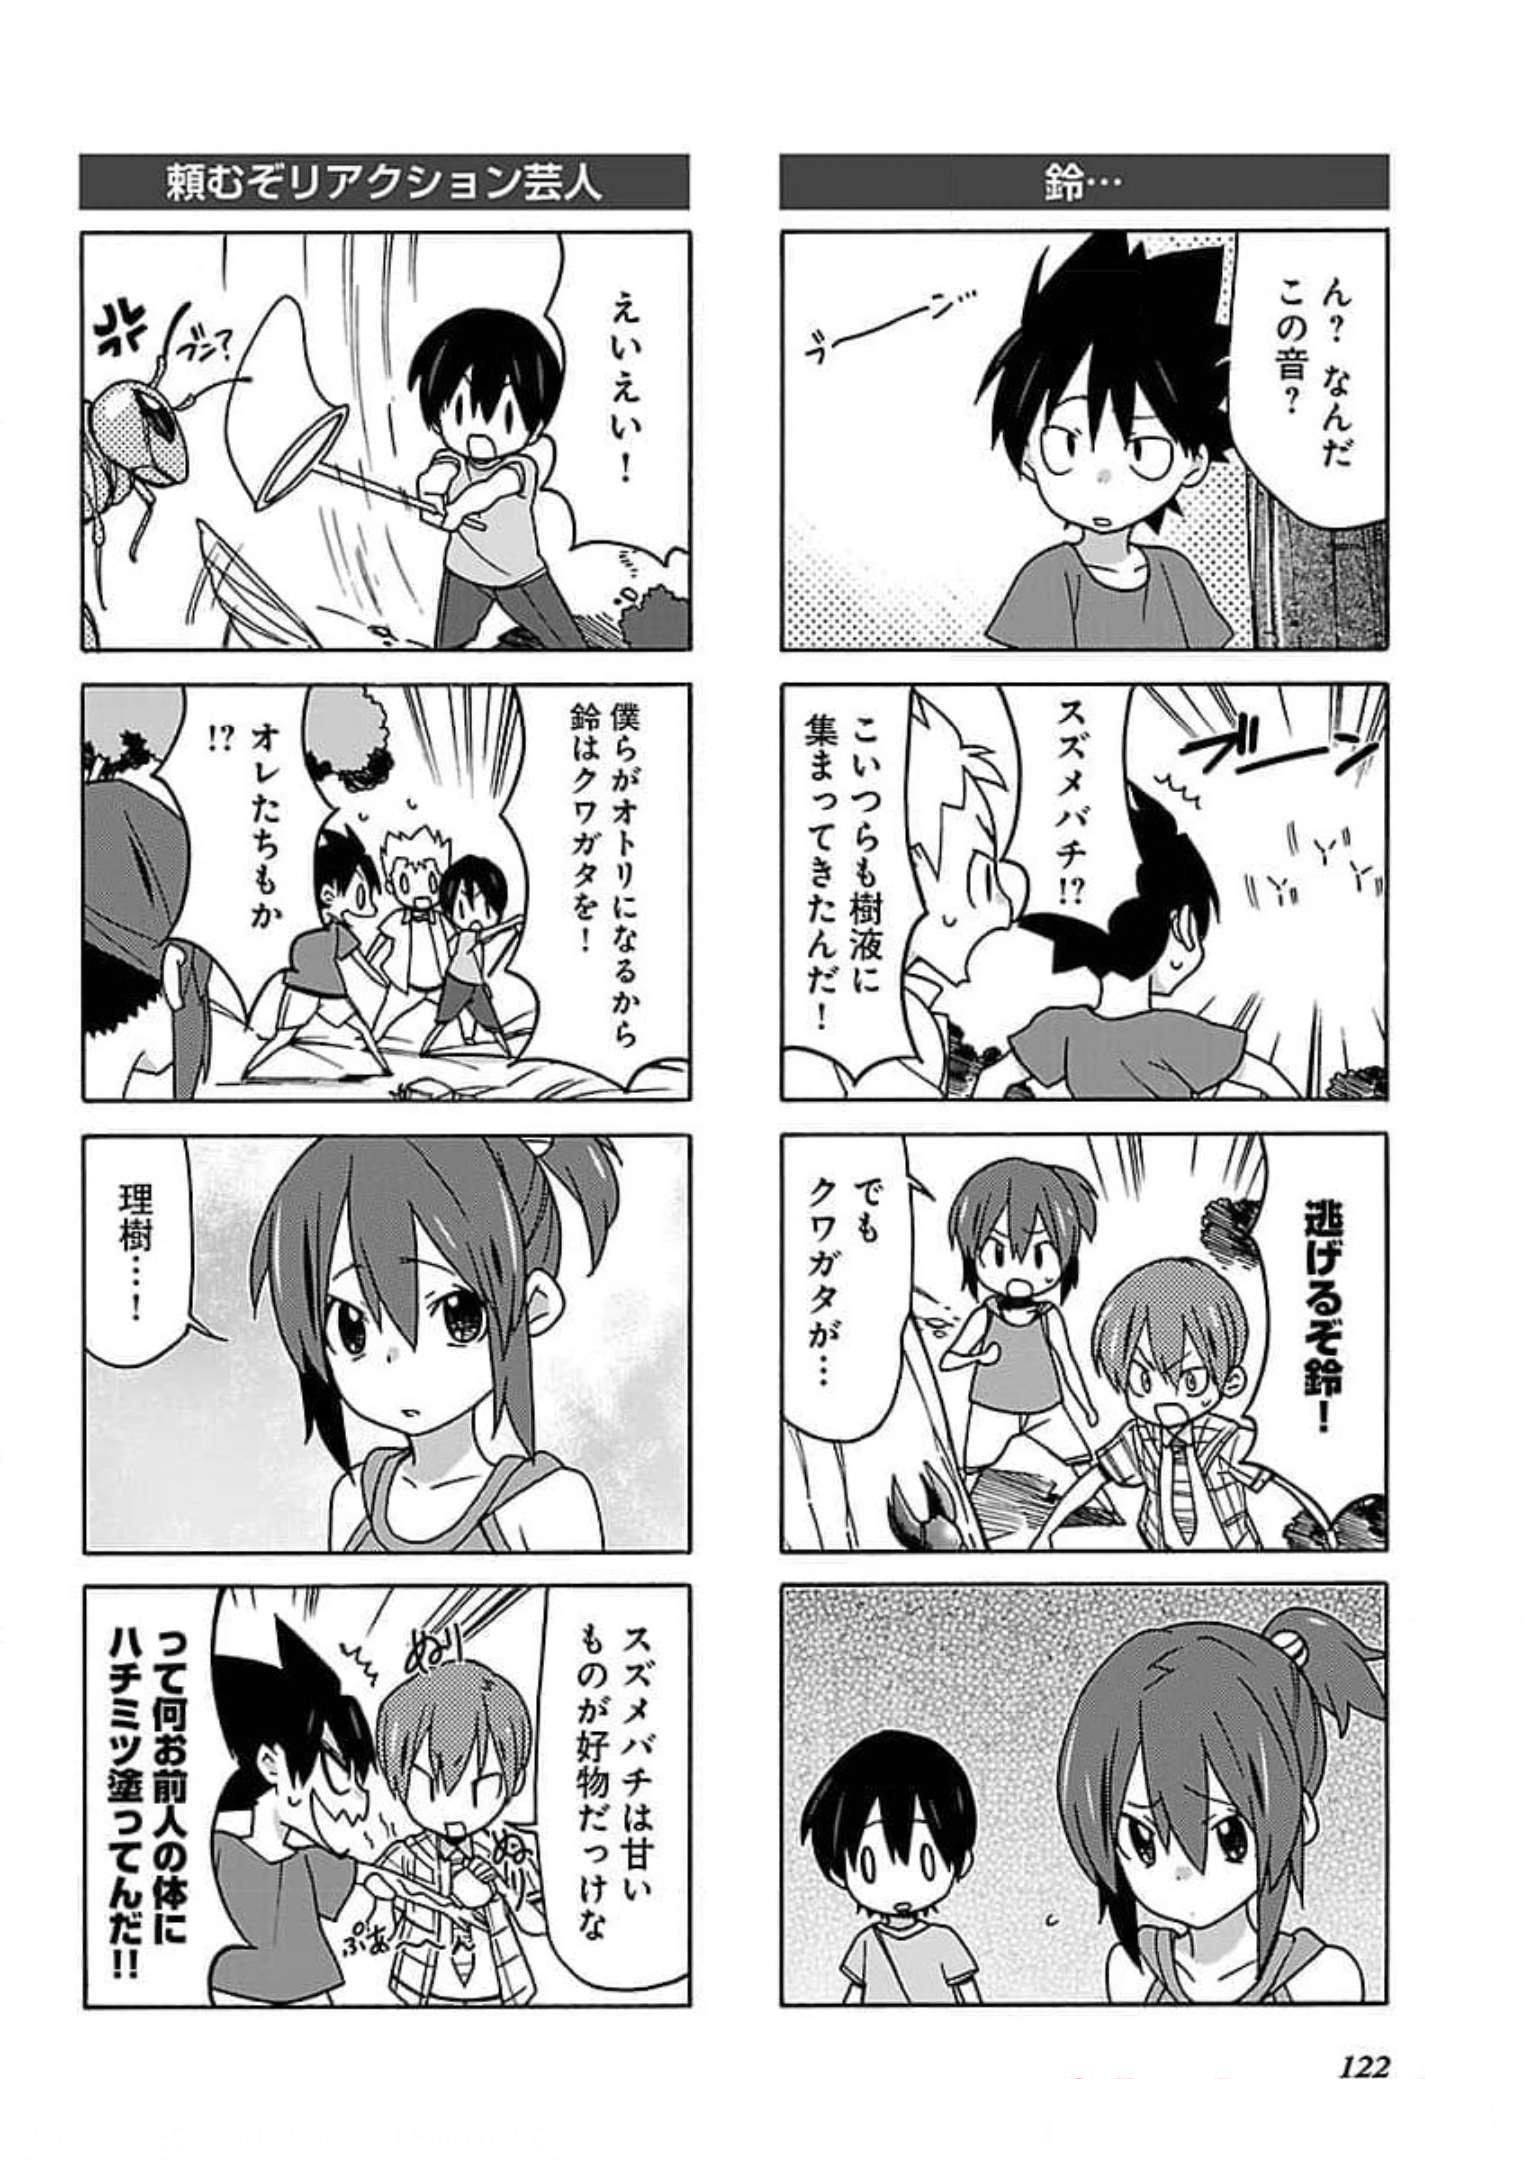 鈴…
ん? なんだ
この音?
ブーン…
ブーン
スズメバチ!?
こいつらも樹液に
集まってきたんだ!
逃げるぞ鈴!
でも
クワガタが…
頼むぞリアクション芸人
えいえい!
ブン?
僕らがオトリになるから
鈴はクワガタを!
オレたちもか
!?
理樹…!
スズメバチは甘い
ものが好物だっけな
ぬり
ぬり
ぷあ〜ん
って何お前人の体に
ハチミツ塗ってんだ!!
122